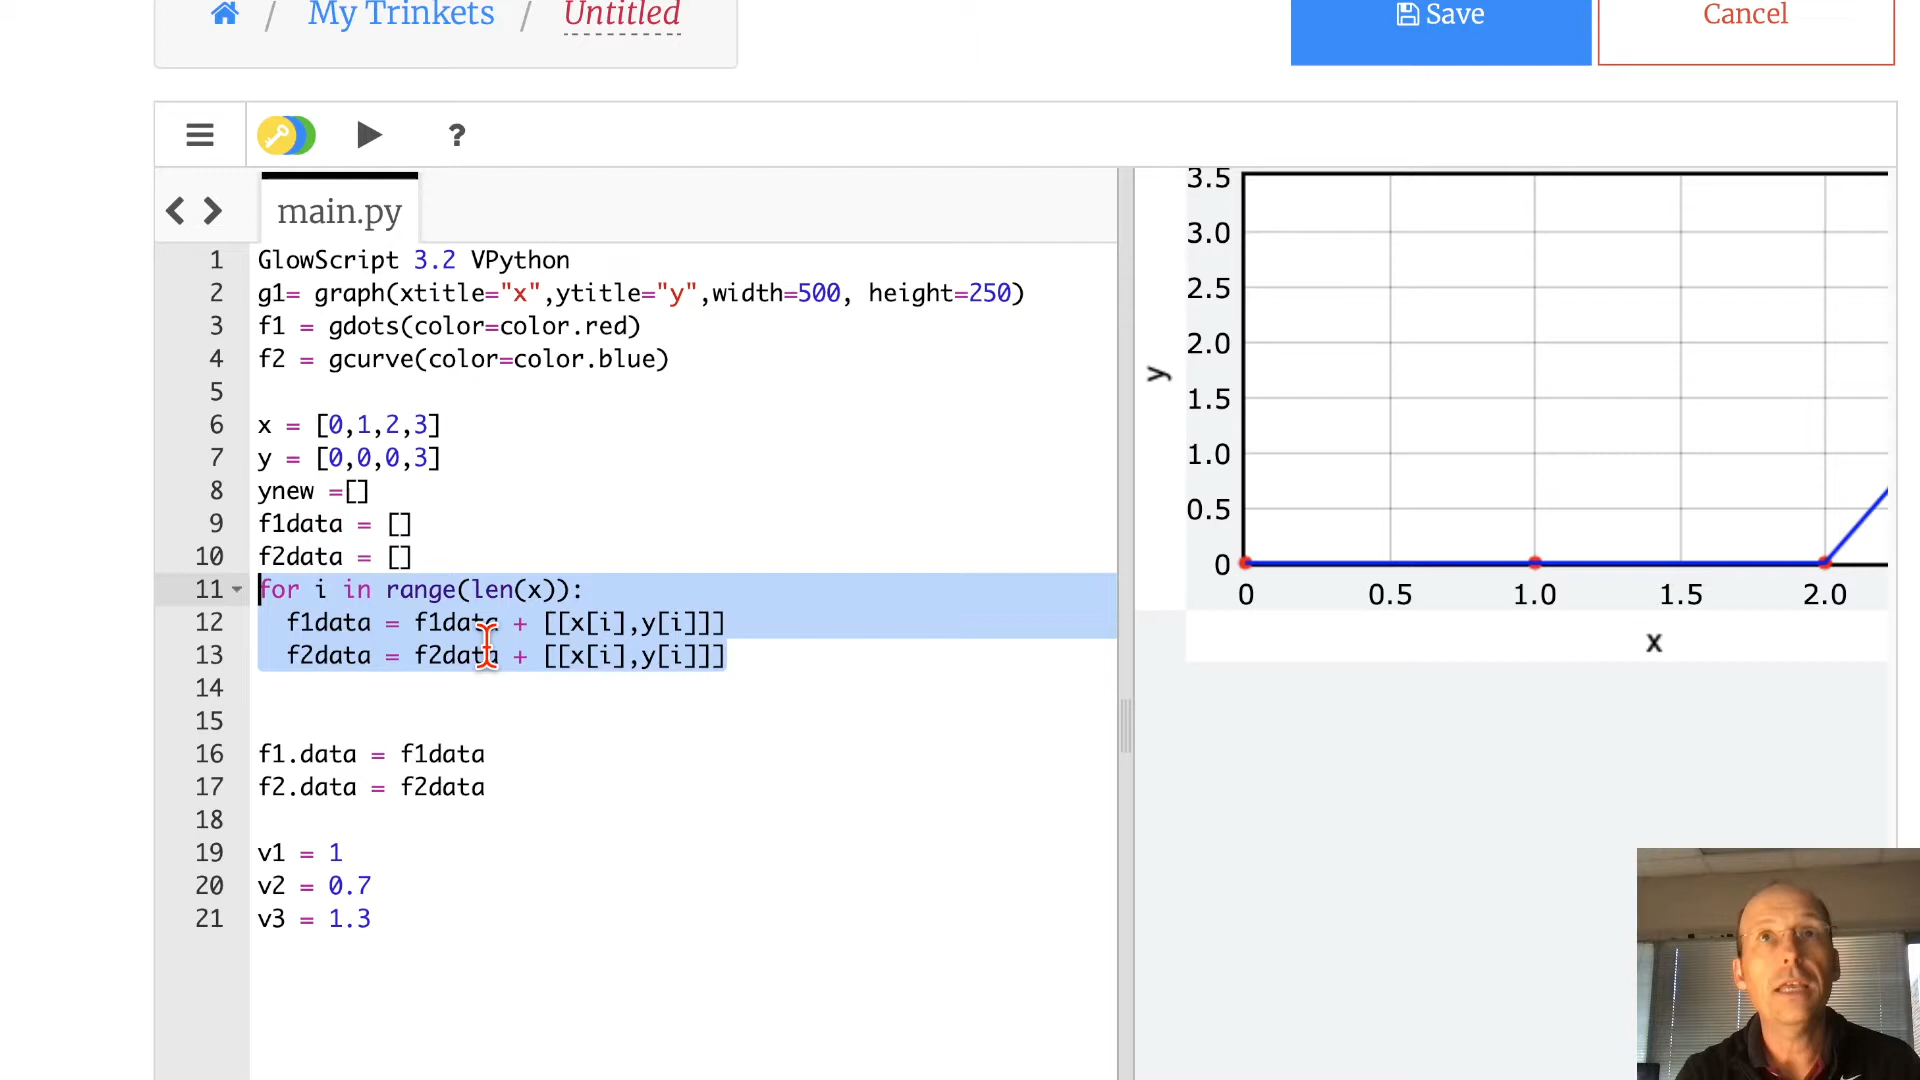 / My Trinkets / Untitled
Save
Cancel
?
main.py
1 GlowScript 3.2 VPython
2 g1= graph(xtitle="x",ytitle="y",width=500, height=250)
3 f1 = gdots(color=color.red)
4 f2 = gcurve(color=color.blue)
5
6 x = [0,1,2,3]
7 y = [0,0,0,3]
8 ynew =[]
9 f1data = []
10 f2data = []
11 for i in range(len(x)):
12 f1data = f1data + [[x[i],y[i]]]
13 f2data = f2data + [[x[i],y[i]]]
14
15
16 f1.data = f1data
17 f2.data = f2data
18
19 v1 = 1
20 v2 = 0.7
21 v3 = 1.3
3.5
3.0
2.5
2.0
1.5
1.0
0.5
0
y
0 0.5 1.0 1.5 2.0
x